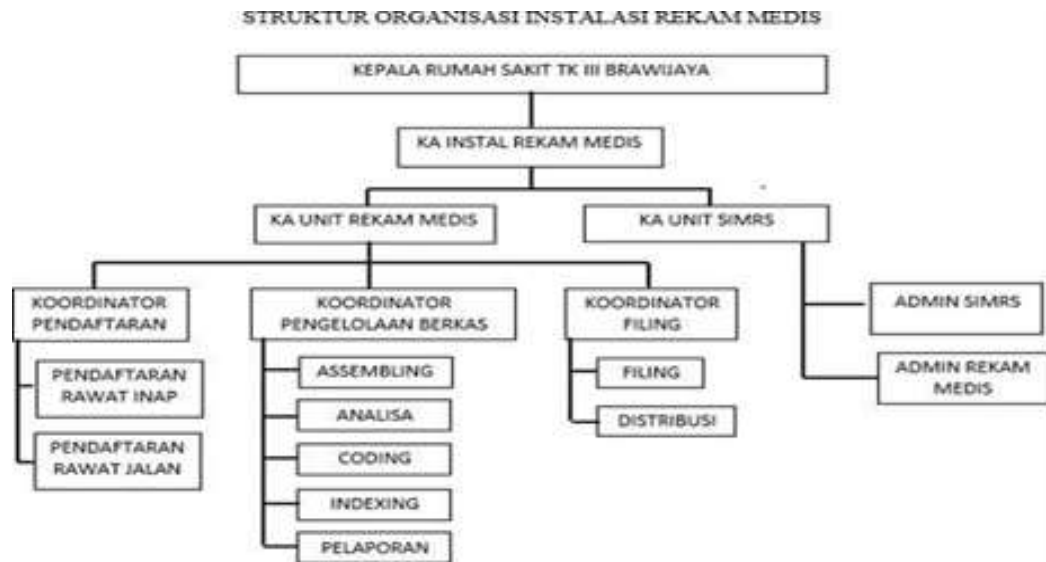 STRUKTUR ORGANISASI INSTALASI REKAM MEDIS
KEPALA RUMAH SAKIT TK III BRAWIJAYA
KA INSTAL REKAM MEDIS
KA UNIT REKAM MEDIS
KA UNIT SIMRS
KOORDINATOR
PENDAFTARAN
PENDAFTARAN
RAWAT INAP
PENDAFTARAN
RAWAT JALAN
KOORDINATOR
PENGELOLAAN BERKAS
ASSEMBLING
ANALISA
CODING
INDEXING
PELAPORAN
KOORDINATOR
FILING
FILING
DISTRIBUSI
ADMIN SIMRS
ADMIN REKAM
MEDIS